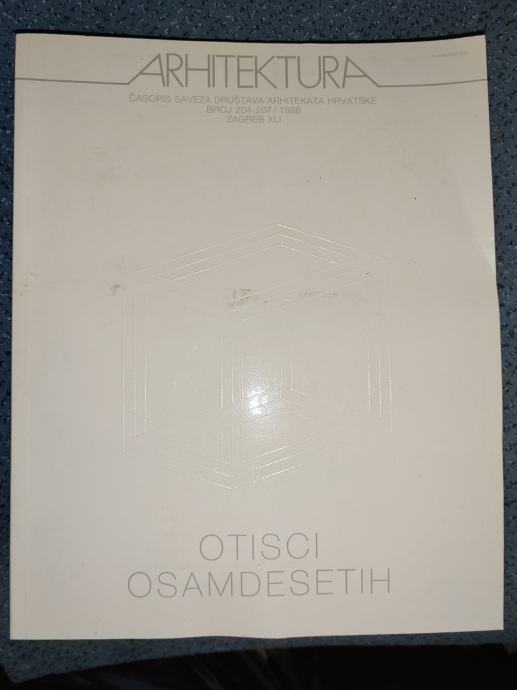 ARHITEKTURA
ČASOPIS SAVEZA DRUŠTAVA ARHITEKATA HRVATSKE
BROJ 204-207 / 1988
ZAGREB XLI
OTISCI
OSAMDESETIH